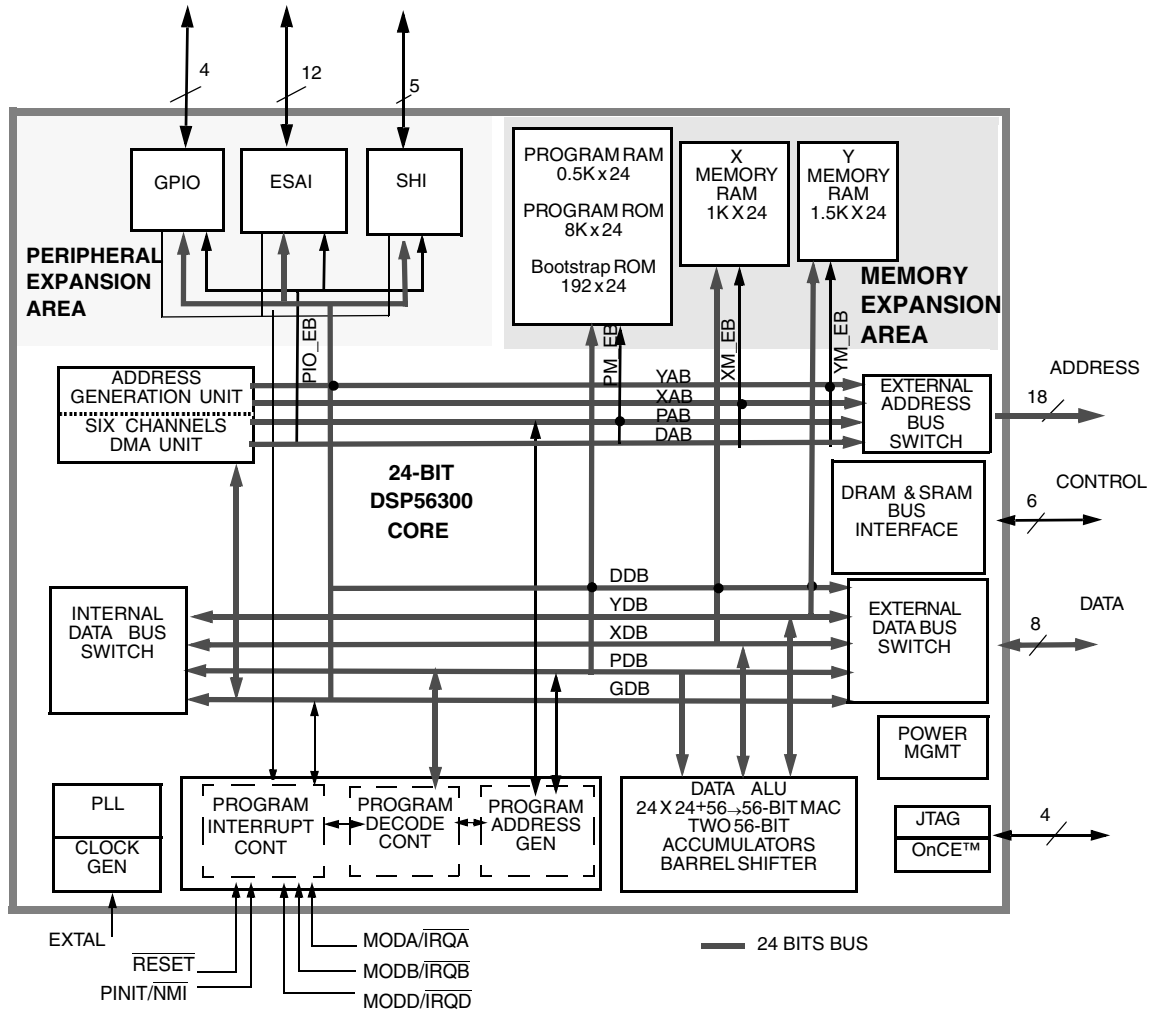 4
12
5
GPIO
ESAI
SHI
PERIPHERAL
EXPANSION
AREA
PROGRAM RAM
0.5K x 24
PROGRAM ROM
8K x 24
Bootstrap ROM
192 x 24
X
MEMORY
RAM
1K X 24
Y
MEMORY
RAM
1.5K X 24
MEMORY
EXPANSION
AREA
PIO_EB
PM_EB
XM_EB
YM_EB
ADDRESS
GENERATION UNIT
SIX CHANNELS
DMA UNIT
YAB
XAB
PAB
DAB
EXTERNAL
ADDRESS
BUS
SWITCH
ADDRESS
18
24-BIT
DSP56300
CORE
DRAM & SRAM
BUS
INTERFACE
CONTROL
6
INTERNAL
DATA BUS
SWITCH
DDB
YDB
XDB
PDB
GDB
EXTERNAL
DATA BUS
SWITCH
DATA
8
POWER
MGMT
PLL
CLOCK
GEN
PROGRAM
INTERRUPT
CONT
PROGRAM
DECODE
CONT
PROGRAM
ADDRESS
GEN
DATA ALU
24 X 24+56→56-BIT MAC
TWO 56-BIT
ACCUMULATORS
BARREL SHIFTER
JTAG
OnCE™
4
EXTAL
RESET
PINIT/NMI
MODA/IRQA
MODB/IRQB
MODD/IRQD
24 BITS BUS